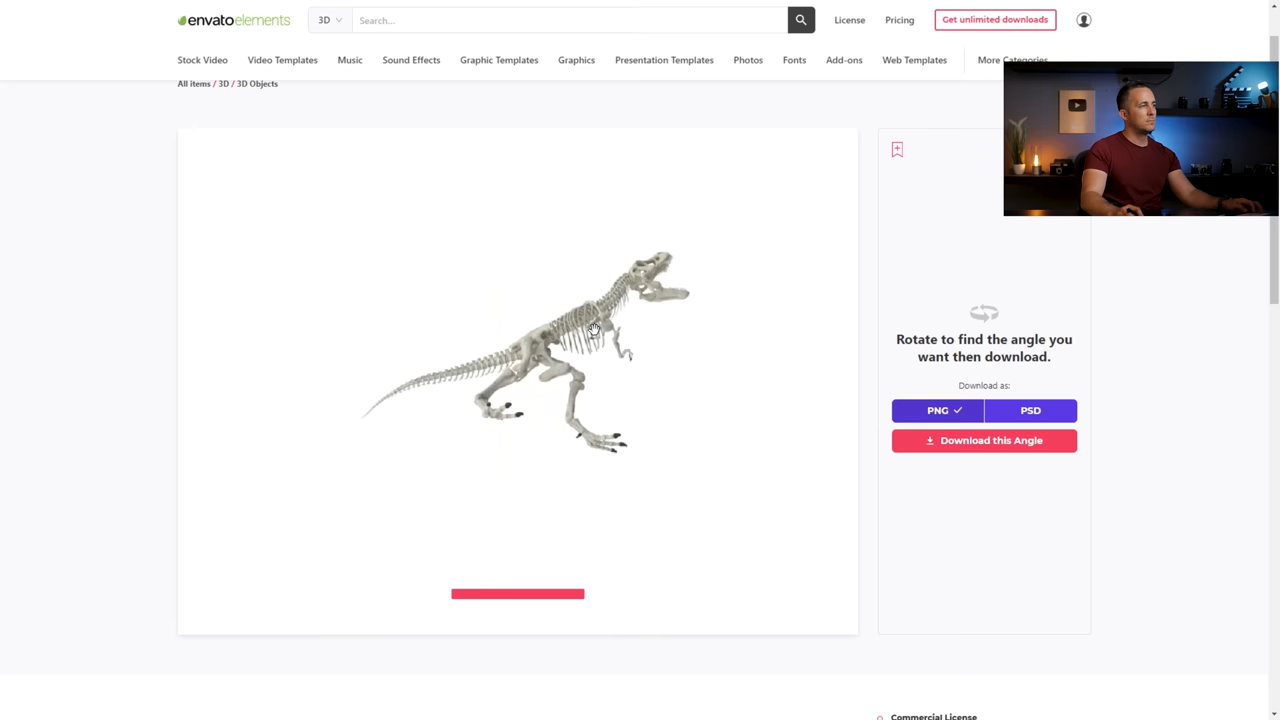 envatoelements
3D
Search...
License
Pricing
Get unlimited downloads
Stock Video
Video Templates
Music
Sound Effects
Graphic Templates
Graphics
Presentation Templates
Photos
Fonts
Add-ons
Web Templates
More Categories
All items / 3D / 3D Objects
Rotate to find the angle you
want then download.
Download as:
PNG
PSD
Download this Angle
Commercial License